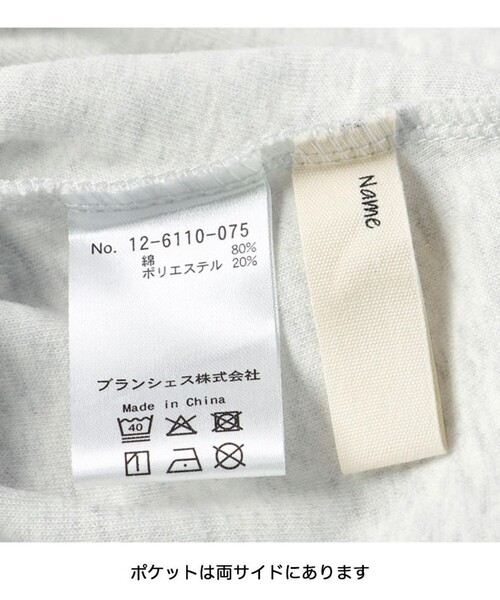 No. 12-6110-075
綿 80%
ポリエステル 20%
ブランシェス株式会社
Made in China
40
Name
ポケットは両サイドにあります